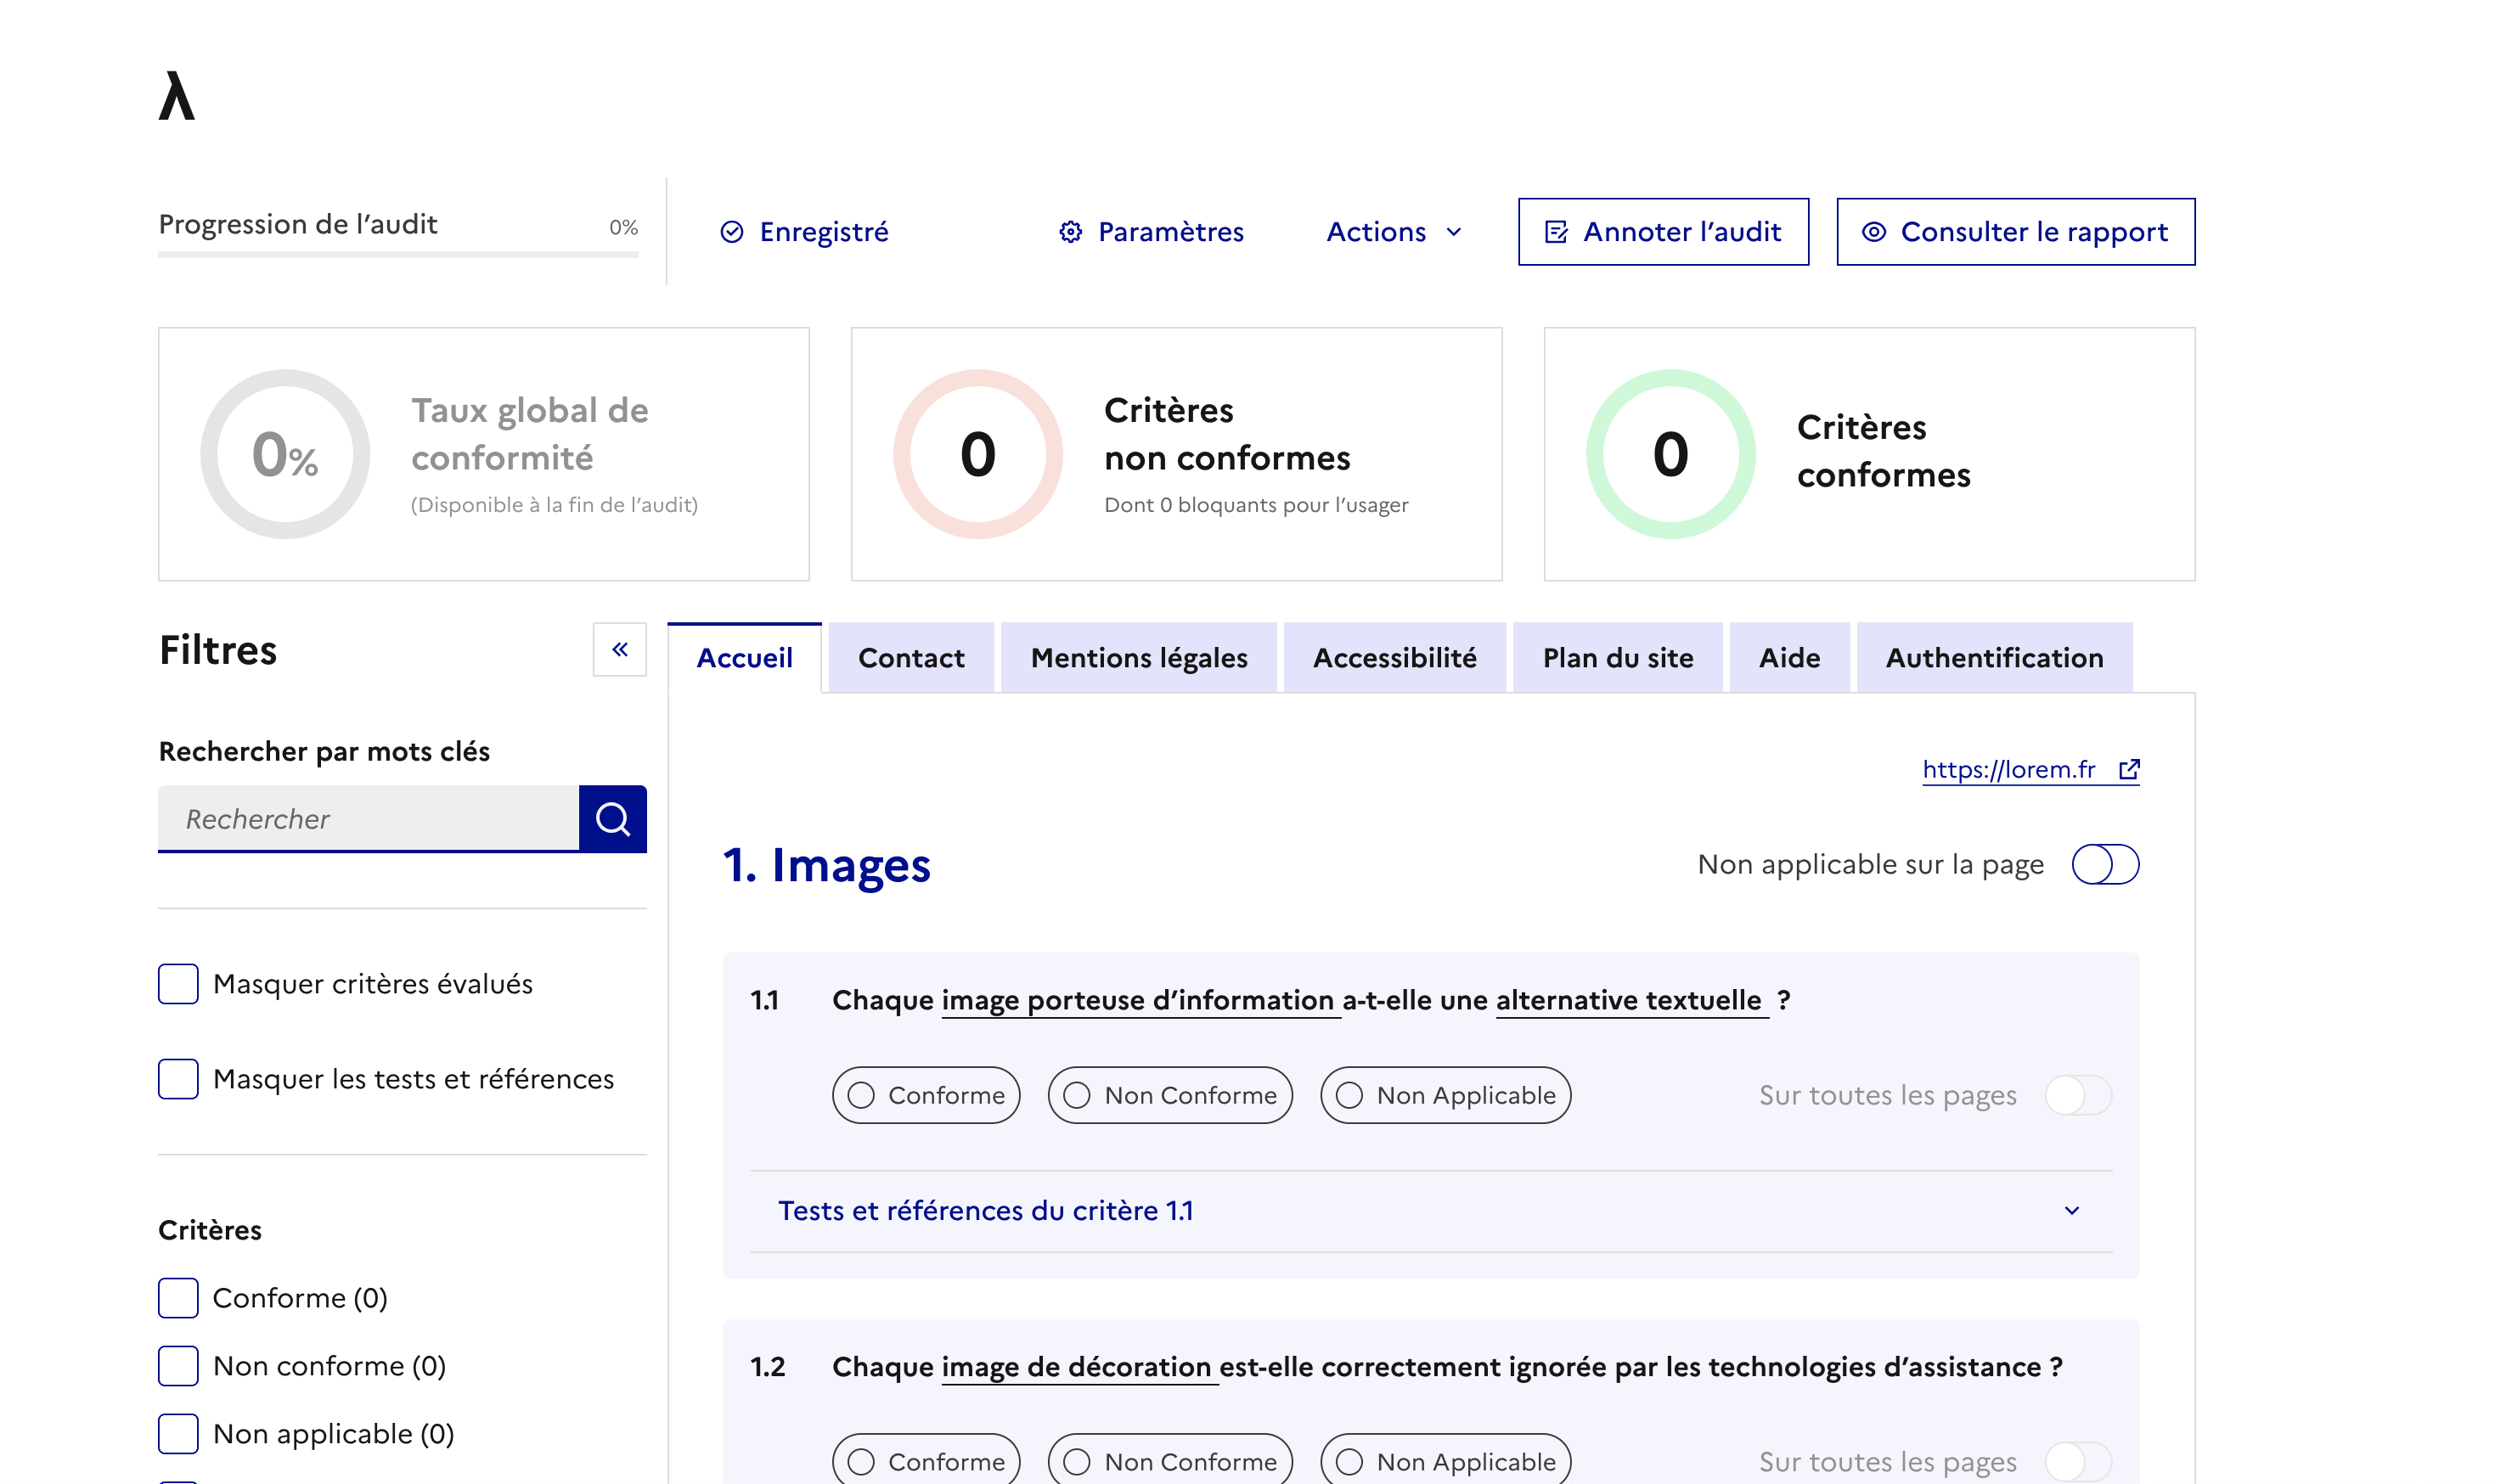 λ
Progression de l’audit 0%
Enregistré
Paramètres
Actions
Annoter l’audit
Consulter le rapport
0%
Taux global de
conformité
(Disponible à la fin de l’audit)
0
Critères
non conformes
Dont 0 bloquants pour l’usager
0
Critères
conformes
Filtres
Rechercher par mots clés
Rechercher
Masquer critères évalués
Masquer les tests et références
Critères
Conforme (0)
Non conforme (0)
Non applicable (0)
Accueil Contact Mentions légales Accessibilité Plan du site Aide Authentification
https://lorem.fr
1. Images
Non applicable sur la page
1.1 Chaque image porteuse d’information a-t-elle une alternative textuelle ?
Conforme Non Conforme Non Applicable Sur toutes les pages
Tests et références du critère 1.1
1.2 Chaque image de décoration est-elle correctement ignorée par les technologies d’assistance ?
Conforme Non Conforme Non Applicable Sur toutes les pages